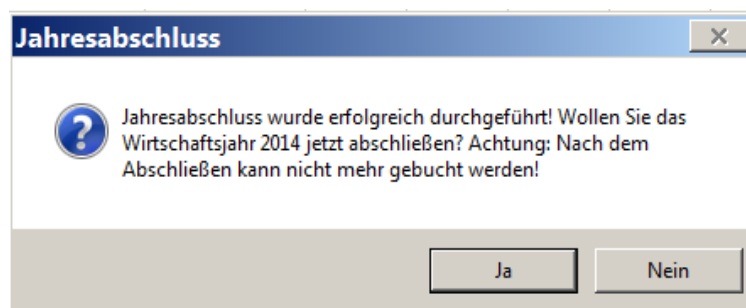 Jahresabschluss
Jahresabschluss wurde erfolgreich durchgeführt! Wollen Sie das
Wirtschaftsjahr 2014 jetzt abschließen? Achtung: Nach dem
Abschließen kann nicht mehr gebucht werden!
Ja
Nein